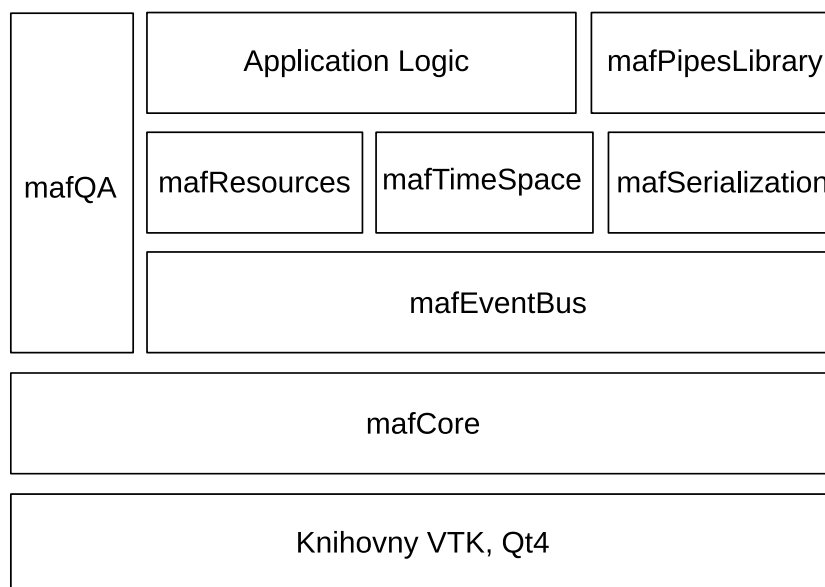 Application Logic
mafPipesLibrary
mafQA
mafResources
mafTimeSpace
mafSerialization
mafEventBus
mafCore
Knihovny VTK, Qt4